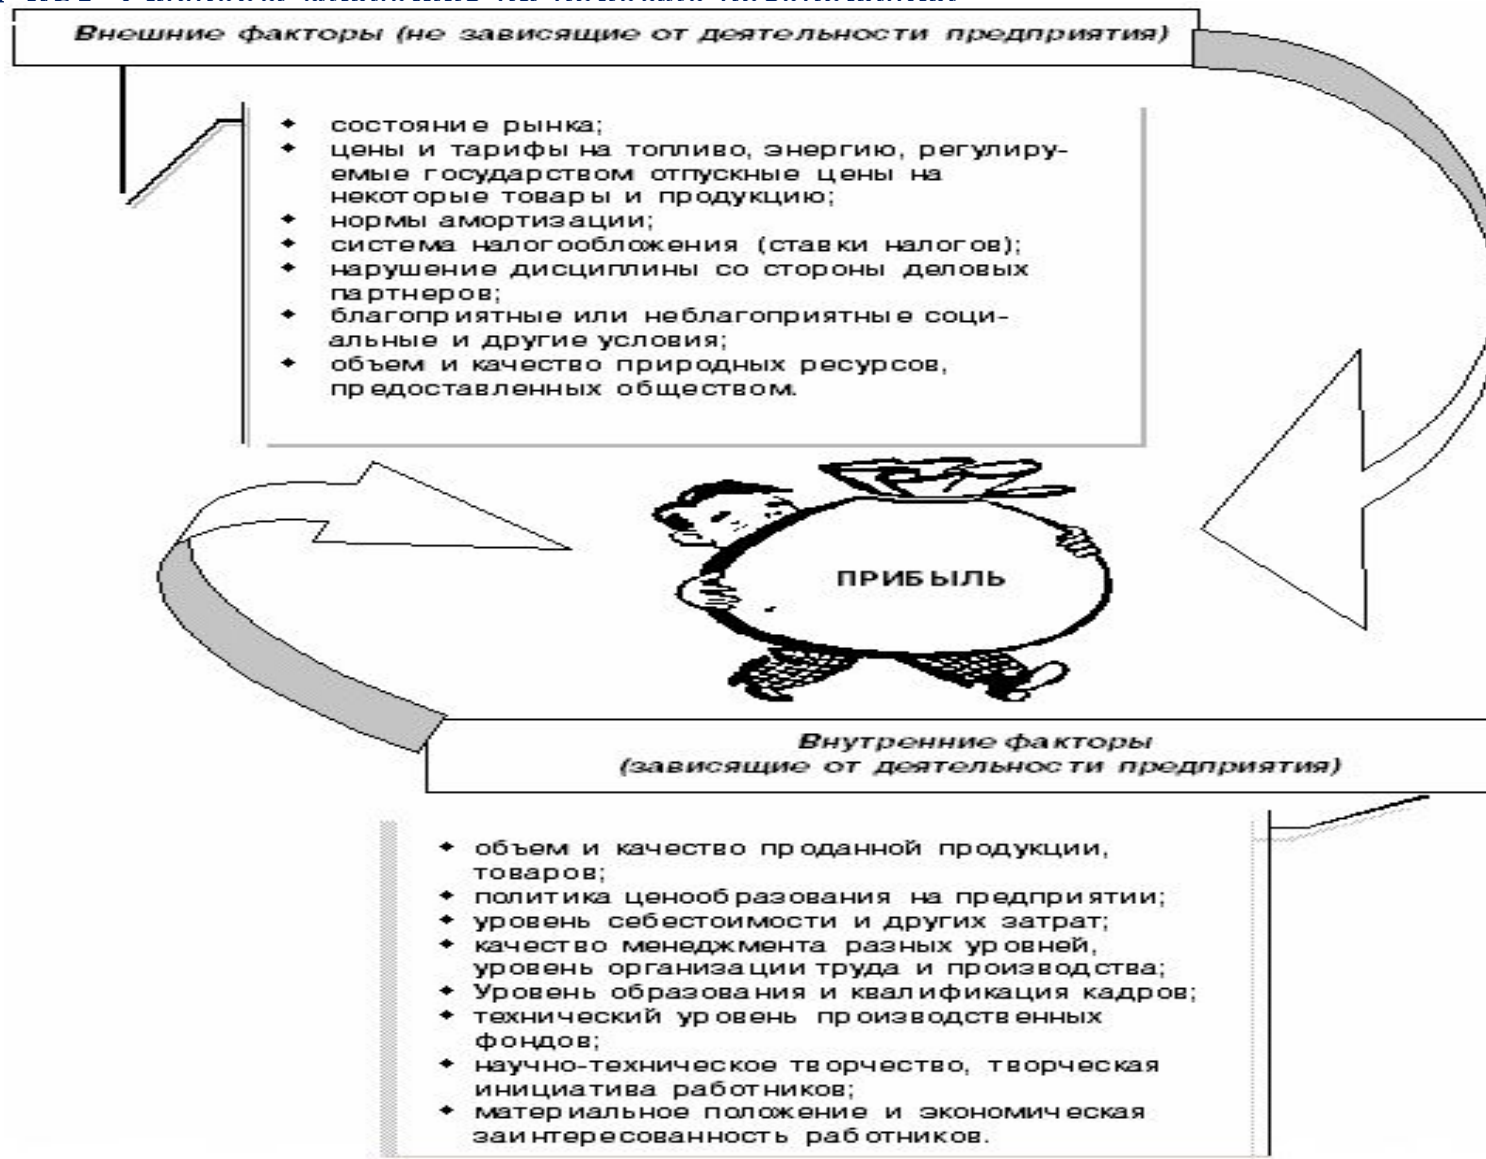 Внешние факторы (не зависящие от деятельности предприятия)
состояние рынка;
цены и тарифы на топливо, энергию, регулиру-
емые государством отпускные цены на
некоторые товары и продукцию;
нормы амортизации;
система налогообложения (ставки налогов);
нарушение дисциплины со стороны деловых
партнеров;
благоприятные или неблагоприятные соци-
альные и другие условия;
объем и качество природных ресурсов,
предоставленных обществом.
ПРИБЫЛЬ
Внутренние факторы
(зависящие от деятельности предприятия)
объем и качество проданной продукции,
товаров;
политика ценообразования на предприятии;
уровень себестоимости и других затрат;
качество менеджмента разных уровней,
уровень организации труда и производства;
Уровень образования и квалификация кадров;
технический уровень производственных
фондов;
научно-техническое творчество, творческая
инициатива работников;
материальное положение и экономическая
заинтересованность работников.